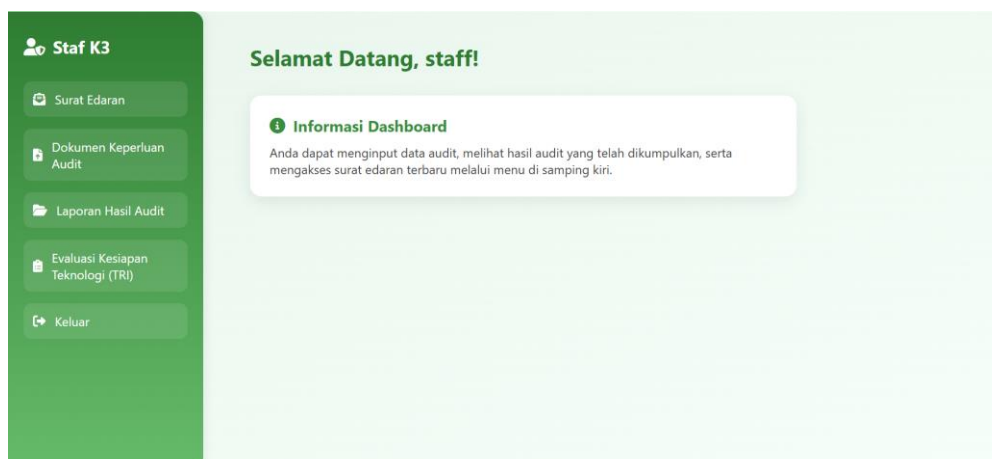 Staf K3
Surat Edaran
Dokumen Keperluan
Audit
Laporan Hasil Audit
Evaluasi Kesiapan
Teknologi (TRI)
Keluar
Selamat Datang, staff!
Informasi Dashboard
Anda dapat menginput data audit, melihat hasil audit yang telah dikumpulkan, serta
mengakses surat edaran terbaru melalui menu di samping kiri.